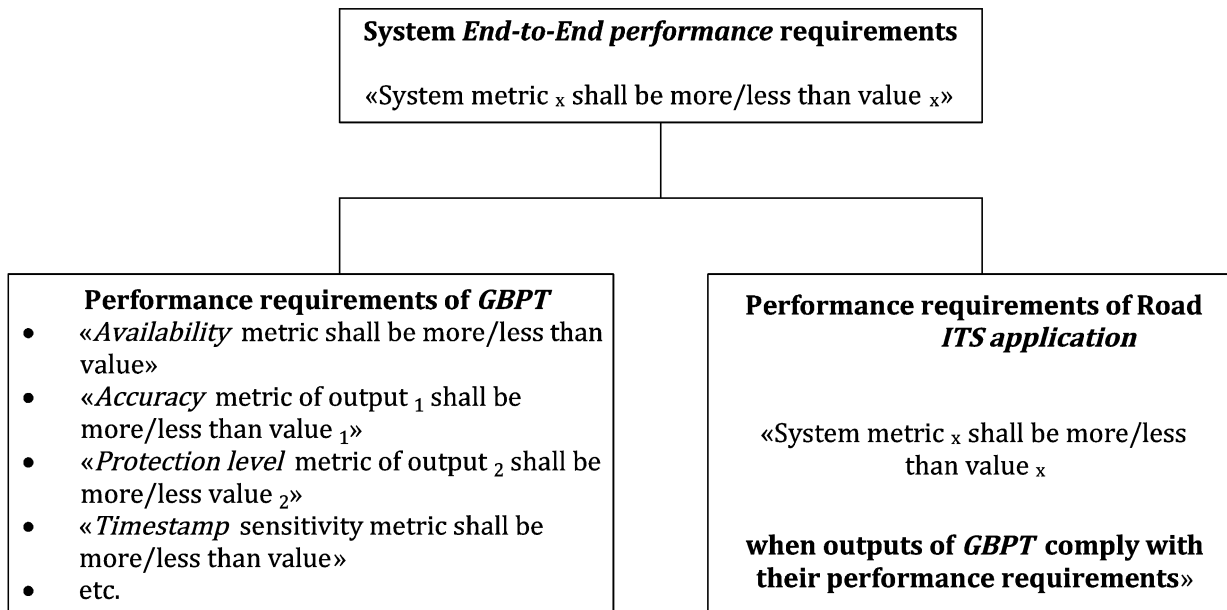 System End-to-End performance requirements
«System metric x shall be more/less than value x»
Performance requirements of GBPT
• «Availability metric shall be more/less than
value»
• «Accuracy metric of output 1 shall be
more/less than value 1»
• «Protection level metric of output 2 shall be
more/less value 2»
• «Timestamp sensitivity metric shall be
more/less than value»
• etc.
Performance requirements of Road
ITS application
«System metric x shall be more/less
than value x
when outputs of GBPT comply with
their performance requirements»